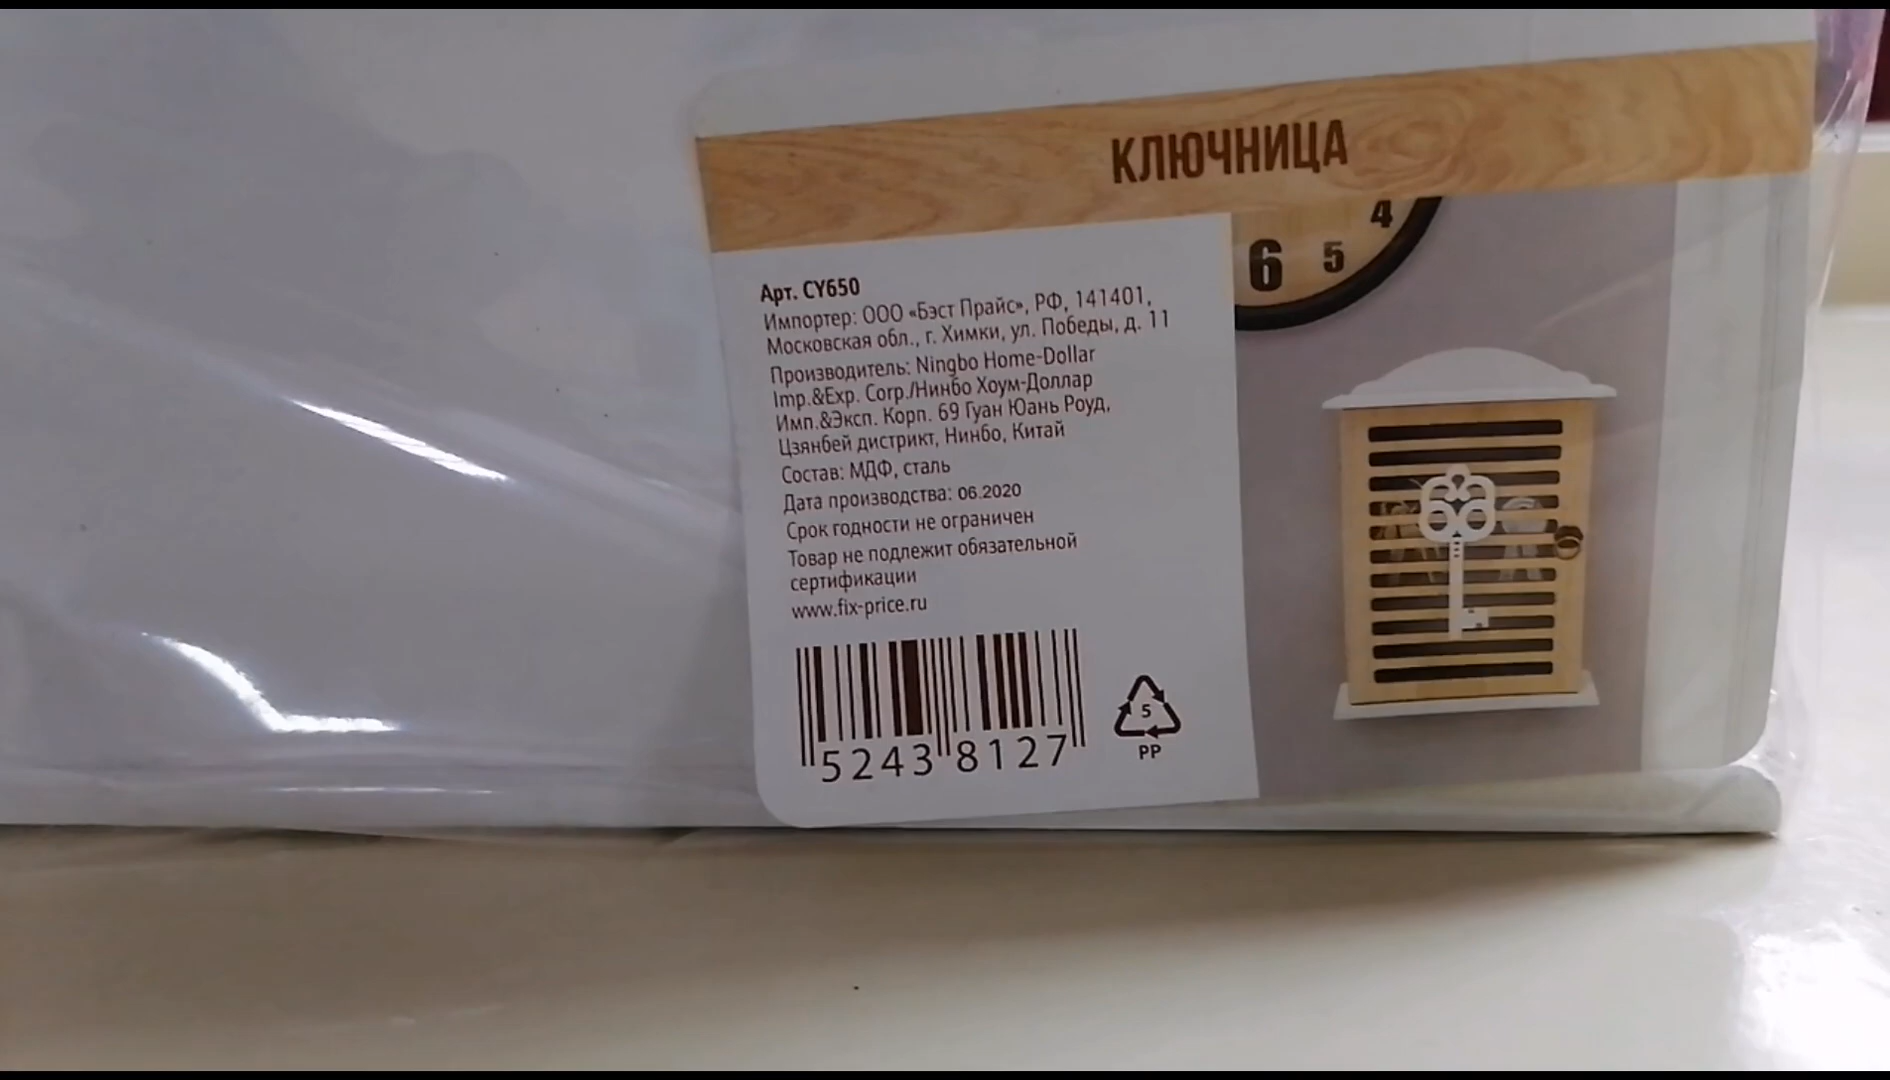 КЛЮЧНИЦА
4
6 5
Арт. CY650
Импортер: ООО «Бэст Прайс», РФ, 141401,
Московская обл., г. Химки, ул. Победы, д. 11
Производитель: Ningbo Home-Dollar
Imp.&Exp. Corp./Нинбо Хоум-Доллар
Имп.&Эксп. Корп. 69 Гуан Юань Роуд,
Цзянбей дистрикт, Нинбо, Китай
Состав: МДФ, сталь
Дата производства: 06.2020
Срок годности не ограничен
Товар не подлежит обязательной
сертификации
www.fix-price.ru
5243 8127
5
PP